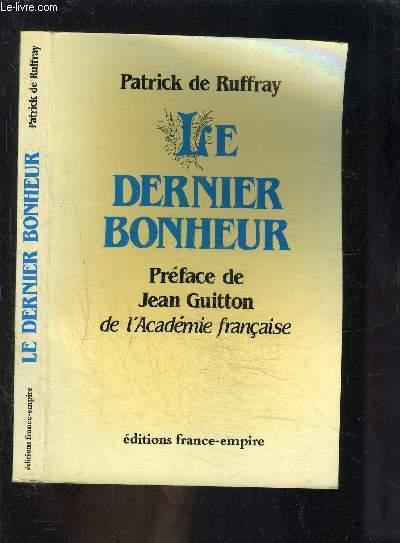 Le-livre.com
Patrick de Ruffray
LE DERNIER BONHEUR
éditions france-empire
Patrick de Ruffray
LE
DERNIER
BONHEUR
Préface de
Jean Guitton
de l'Académie française
éditions france-empire